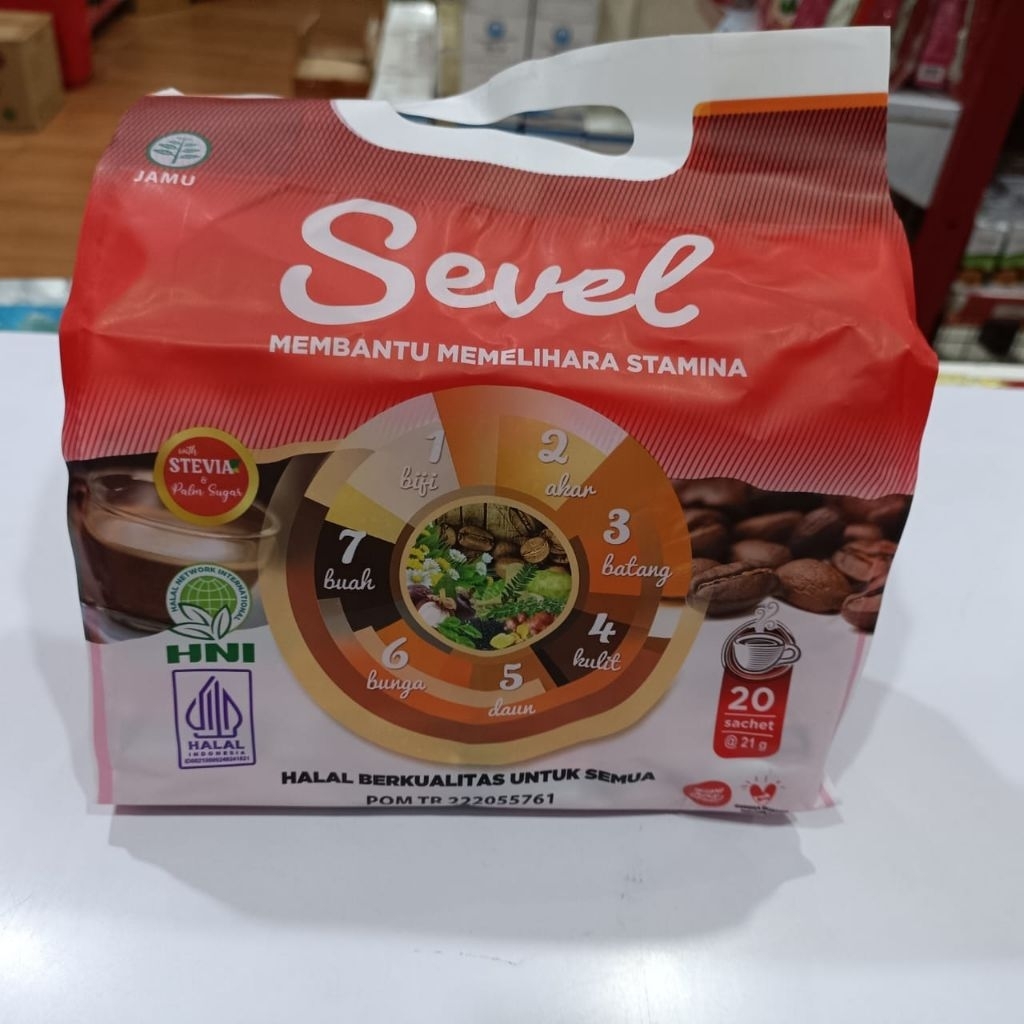 JAMU
Sevel
MEMBANTU MEMELIHARA STAMINA
with
STEVIA
&
Palm Sugar
1
biji
2
akar
3
batang
4
kulit
5
daun
6
bunga
7
buah
HALAL NETWORK INTERNATIONAL
HNI
HALAL
INDONESIA
20
sachet
@ 21 g
HALAL BERKUALITAS UNTUK SEMUA
POM TR 222055761